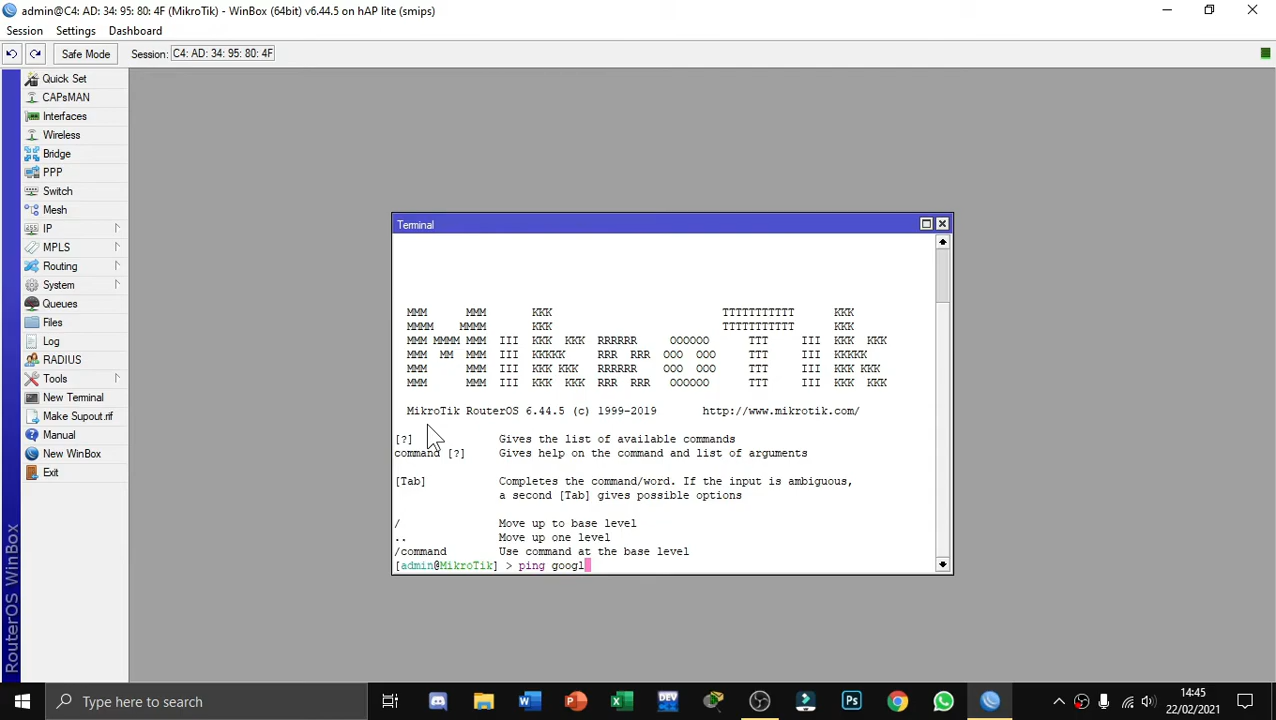 admin@C4: AD: 34: 95: 80: 4F (MikroTik) - WinBox (64bit) v6.44.5 on hAP lite (smips)
Session Settings Dashboard
Safe Mode Session: C4: AD: 34: 95: 80: 4F
Quick Set
CAPsMAN
Interfaces
Wireless
Bridge
PPP
Switch
Mesh
IP
MPLS
Routing
System
Queues
Files
Log
RADIUS
Tools
New Terminal
Make Supout.rif
Manual
New WinBox
Exit
RouterOS WinBox
Terminal
MMM MMM KKK TTTTTTTTTTT KKK
MMMM MMMM KKK TTTTTTTTTTT KKK
MMM MMMM MMM III KKK KKK RRRRRR OOOOOO TTT III KKK KKK
MMM MM MMM III KKKKK RRR RRR OOO OOO TTT III KKKKK
MMM MMM III KKK KKK RRRRRR OOO OOO TTT III KKK KKK
MMM MMM III KKK KKK RRR RRR OOOOOO TTT III KKK KKK
MikroTik RouterOS 6.44.5 (c) 1999-2019 http://www.mikrotik.com/
[?] Gives the list of available commands
command [?] Gives help on the command and list of arguments
[Tab] Completes the command/word. If the input is ambiguous,
a second [Tab] gives possible options
/ Move up to base level
.. Move up one level
/command Use command at the base level
[admin@MikroTik] > ping googl
Type here to search
14:45
22/02/2021